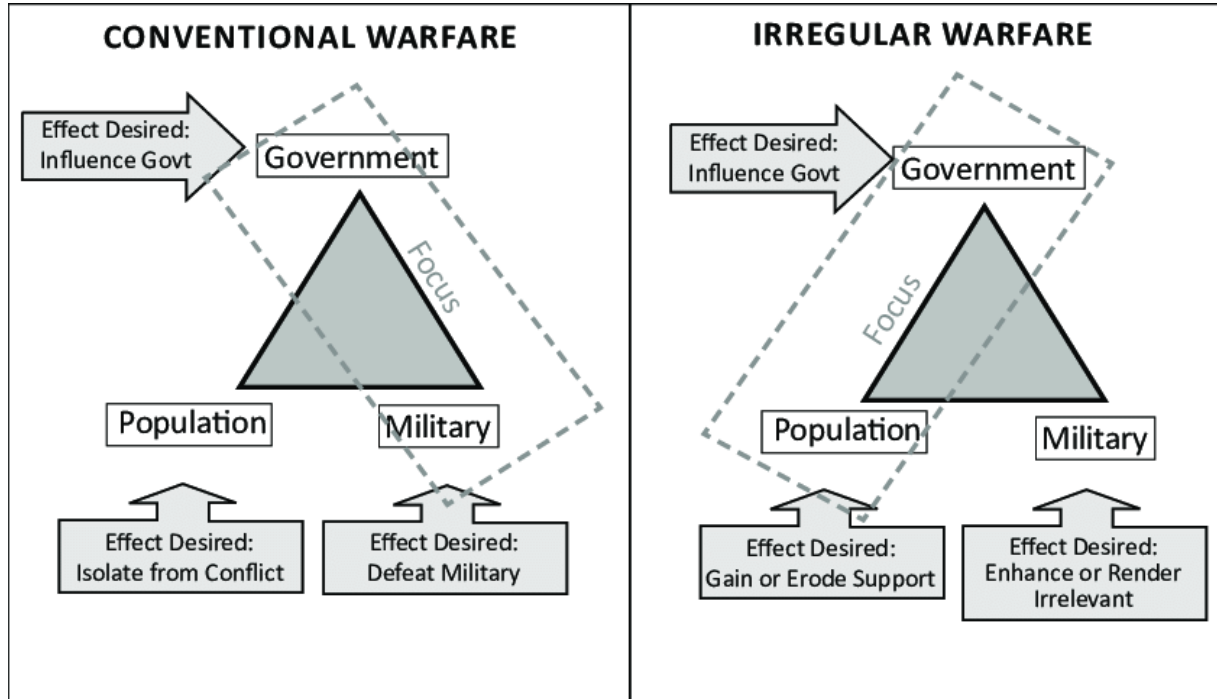 CONVENTIONAL WARFARE
Effect Desired:
Influence Govt
Government
Focus
Population
Military
Effect Desired:
Isolate from Conflict
Effect Desired:
Defeat Military
IRREGULAR WARFARE
Effect Desired:
Influence Govt
Government
Focus
Population
Military
Effect Desired:
Gain or Erode Support
Effect Desired:
Enhance or Render
Irrelevant